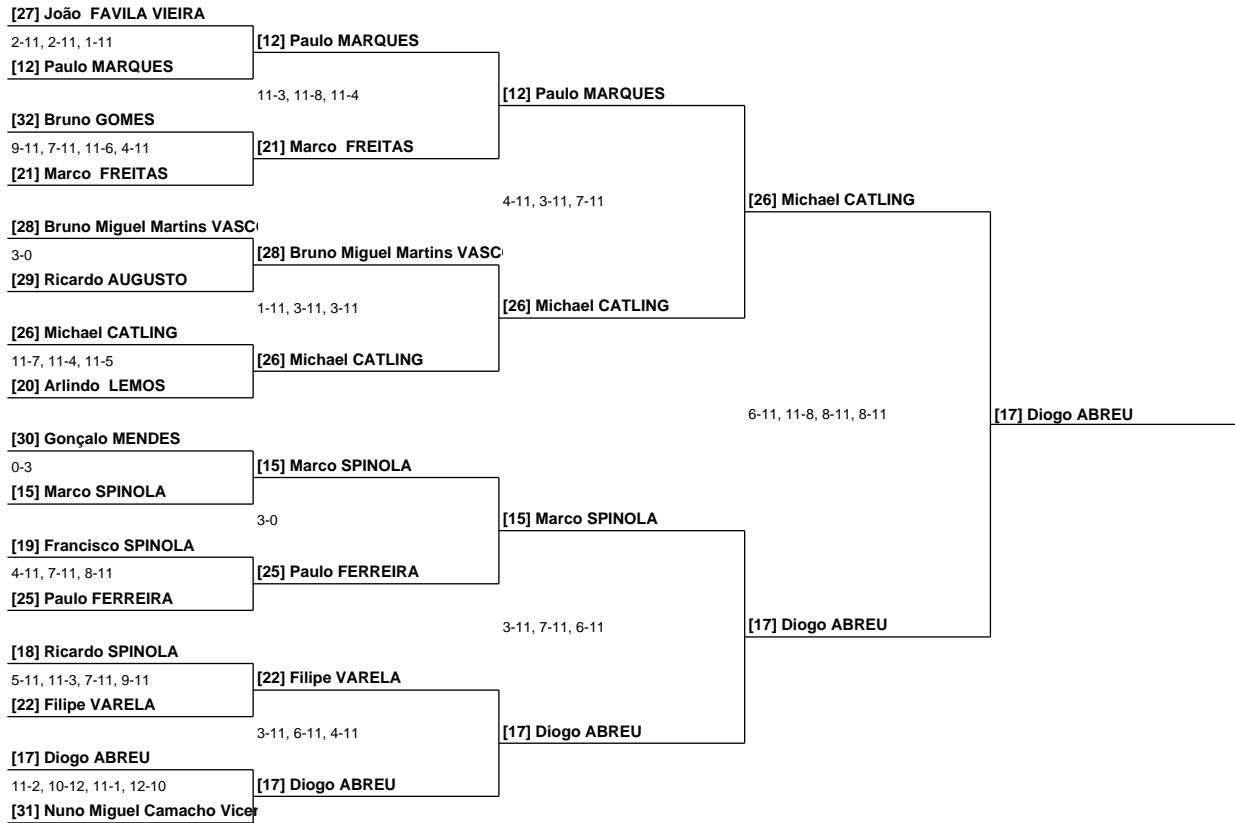 [27] João  FAVILA VIEIRA
2-11, 2-11, 1-11
[12] Paulo MARQUES
[12] Paulo MARQUES
11-3, 11-8, 11-4
[12] Paulo MARQUES
[32] Bruno GOMES
9-11, 7-11, 11-6, 4-11
[21] Marco  FREITAS
[21] Marco  FREITAS
4-11, 3-11, 7-11
[26] Michael CATLING
[28] Bruno Miguel Martins VASC
3-0
[29] Ricardo AUGUSTO
[28] Bruno Miguel Martins VASC
1-11, 3-11, 3-11
[26] Michael CATLING
[26] Michael CATLING
11-7, 11-4, 11-5
[20] Arlindo  LEMOS
[26] Michael CATLING
6-11, 11-8, 8-11, 8-11
[17] Diogo ABREU
[30] Gonçalo MENDES
0-3
[15] Marco SPINOLA
[15] Marco SPINOLA
3-0
[15] Marco SPINOLA
[19] Francisco SPINOLA
4-11, 7-11, 8-11
[25] Paulo FERREIRA
[25] Paulo FERREIRA
3-11, 7-11, 6-11
[17] Diogo ABREU
[18] Ricardo SPINOLA
5-11, 11-3, 7-11, 9-11
[22] Filipe VARELA
[22] Filipe VARELA
3-11, 6-11, 4-11
[17] Diogo ABREU
[17] Diogo ABREU
11-2, 10-12, 11-1, 12-10
[31] Nuno Miguel Camacho Vicer
[17] Diogo ABREU